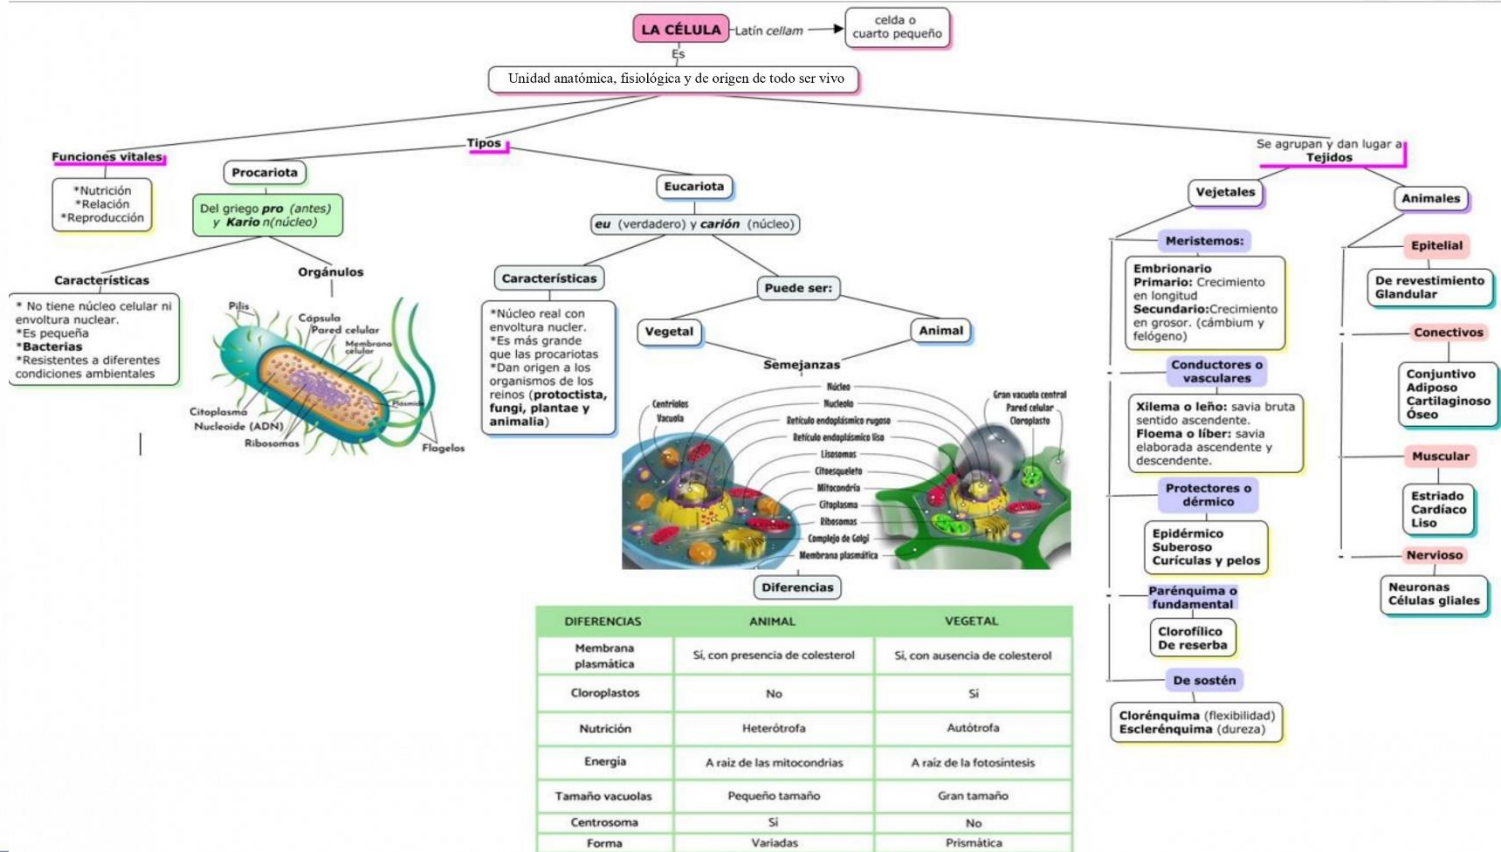 LA CÉLULA
Latín cellam
celda o
cuarto pequeño
Es
Unidad anatómica, fisiológica y de origen de todo ser vivo
Funciones vitales
*Nutrición
*Relación
*Reproducción
Tipos
Procariota
Del griego pro (antes)
y Kario n(núcleo)
Características
* No tiene núcleo celular ni
envoltura nuclear.
*Es pequeña
*Bacterias
*Resistentes a diferentes
condiciones ambientales
Orgánulos
Pilis
Cápsula
Pared celular
Membrana
celular
Plásmido
Citoplasma
Nucleoide (ADN)
Ribosomas
Flagelos
Eucariota
eu (verdadero) y carión (núcleo)
Características
*Núcleo real con
envoltura nucler.
*Es más grande
que las procariotas
*Dan origen a los
organismos de los
reinos (protoctista,
fungi, plantae y
animalia)
Puede ser:
Vegetal
Animal
Semejanzas
Centriolos
Vacuola
Núcleo
Nucleolo
Retículo endoplásmico rugoso
Retículo endoplásmico liso
Lisosomas
Citoesqueleto
Mitocondria
Citoplasma
Ribosomas
Complejo de Golgi
Membrana plasmática
Gran vacuola central
Pared celular
Cloroplasto
Diferencias
DIFERENCIAS ANIMAL VEGETAL
Membrana
plasmática
Sí, con presencia de colesterol Sí, con ausencia de colesterol
Cloroplastos No Sí
Nutrición Heterótrofa Autótrofa
Energía A raíz de las mitocondrias A raíz de la fotosíntesis
Tamaño vacuolas Pequeño tamaño Gran tamaño
Centrosoma Sí No
Forma Variadas Prismática
Se agrupan y dan lugar a
Tejidos
Vejetales
Meristemos:
Embrionario
Primario: Crecimiento
en longitud
Secundario:Crecimiento
en grosor. (cámbium y
felógeno)
Conductores o
vasculares
Xilema o leño: savia bruta
sentido ascendente.
Floema o líber: savia
elaborada ascendente y
descendente.
Protectores o
dérmico
Epidérmico
Suberoso
Curículas y pelos
Parénquima o
fundamental
Clorofílico
De reserba
De sostén
Clorénquima (flexibilidad)
Esclerénquima (dureza)
Animales
Epitelial
De revestimiento
Glandular
Conectivos
Conjuntivo
Adiposo
Cartilaginoso
Óseo
Muscular
Estriado
Cardíaco
Liso
Nervioso
Neuronas
Células gliales